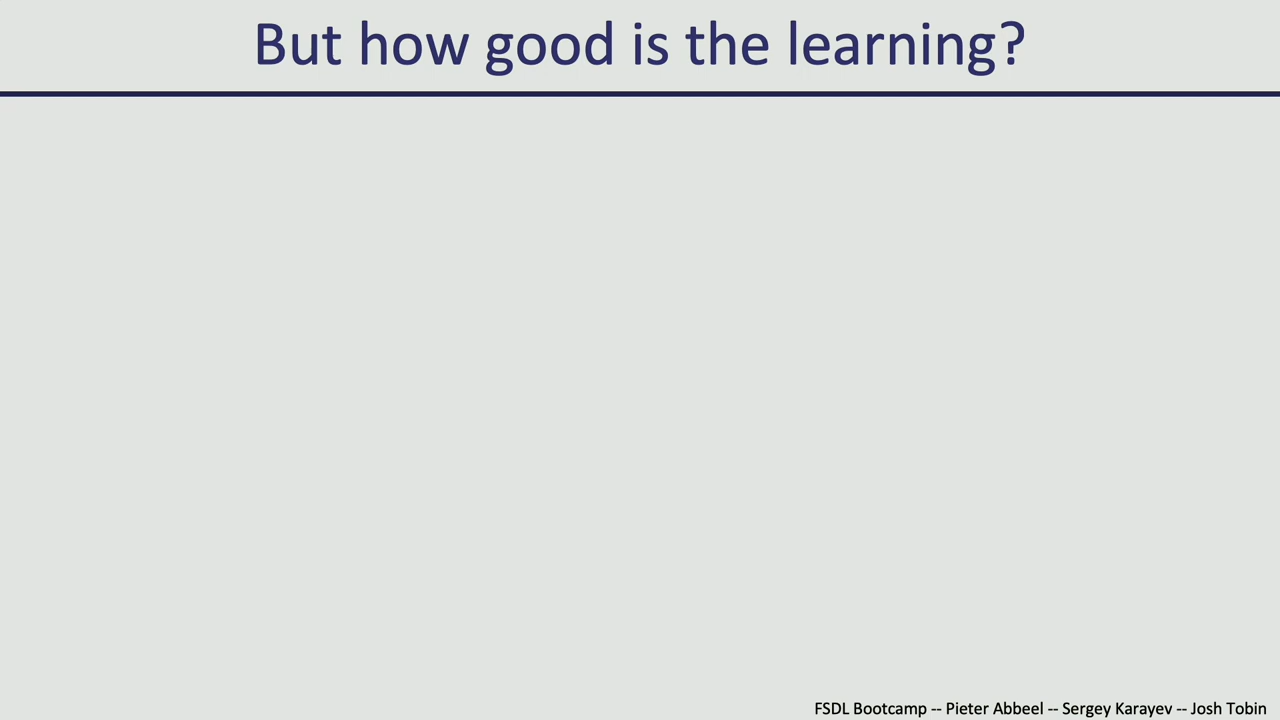 But how good is the learning?
FSDL Bootcamp -- Pieter Abbeel -- Sergey Karayev -- Josh Tobin